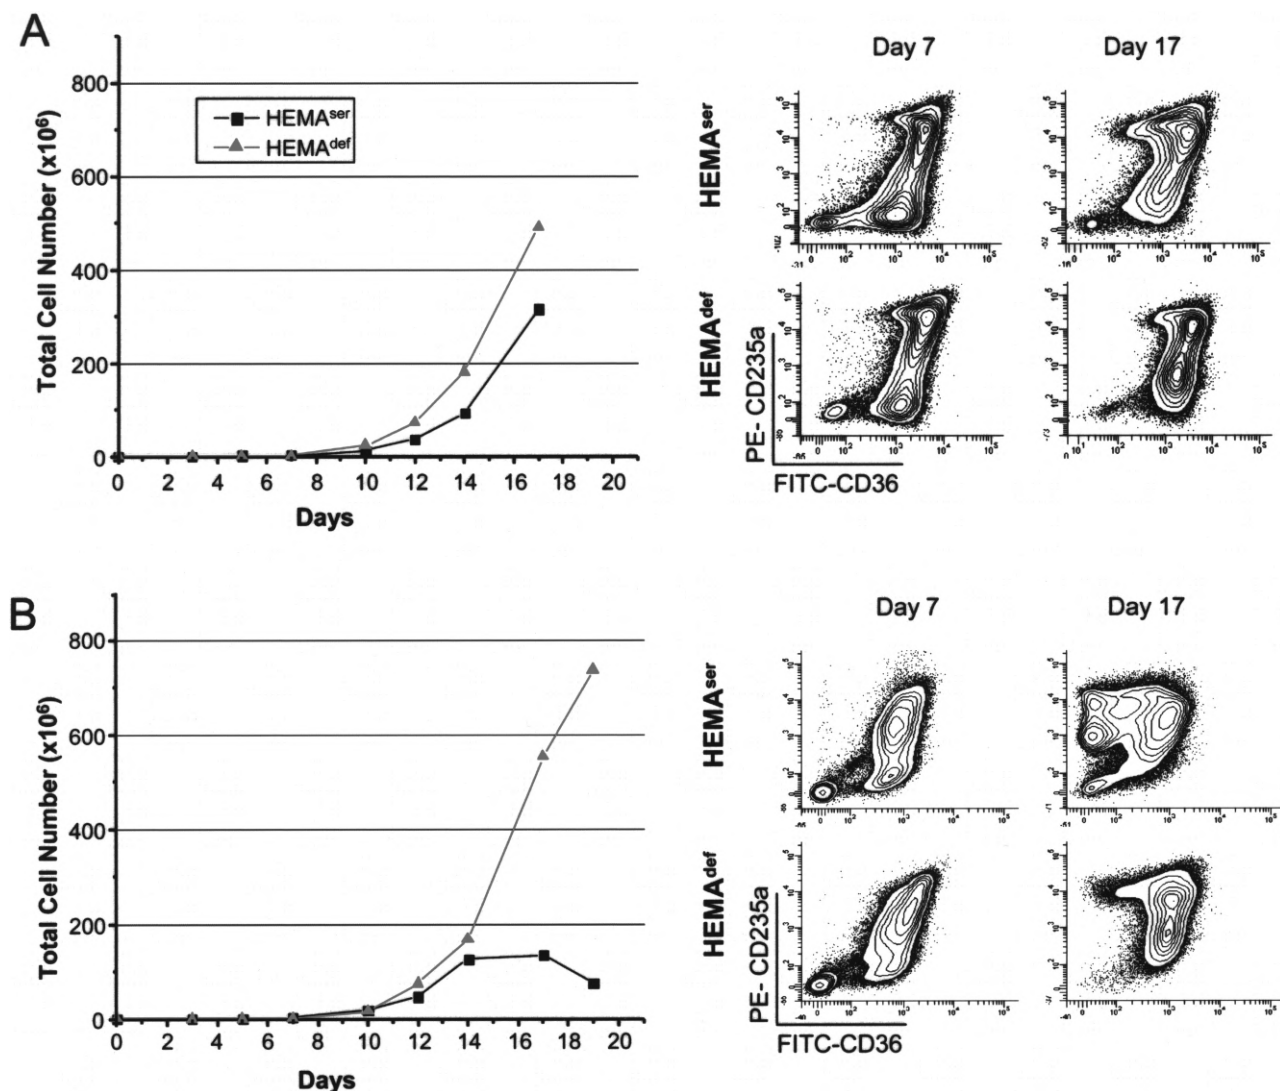 A
Total Cell Number (x10⁶)
800
600
400
200
0
HEMAser
HEMAdef
0 2 4 6 8 10 12 14 16 18 20
Days
Day 7 Day 17
HEMAser
HEMAdef
PE- CD235a
FITC-CD36
B
Total Cell Number (x10⁶)
800
600
400
200
0
0 2 4 6 8 10 12 14 16 18 20
Days
Day 7 Day 17
HEMAser
HEMAdef
PE- CD235a
FITC-CD36